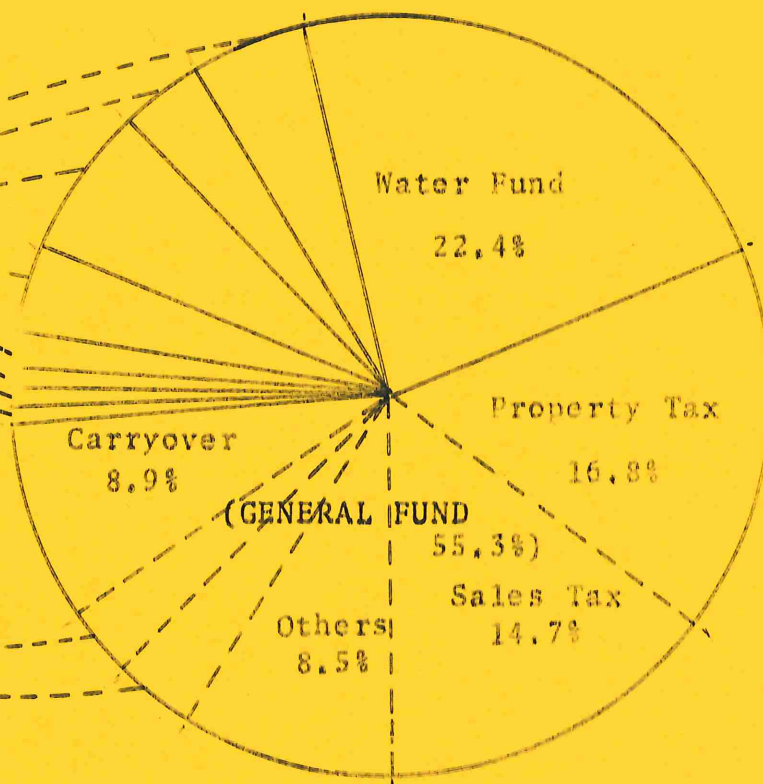 Water Fund
22.4%
Property Tax
16.8%
Carryover
8.9%
(GENERAL FUND
55.3%)
Sales Tax
14.7%
Others
8.5%